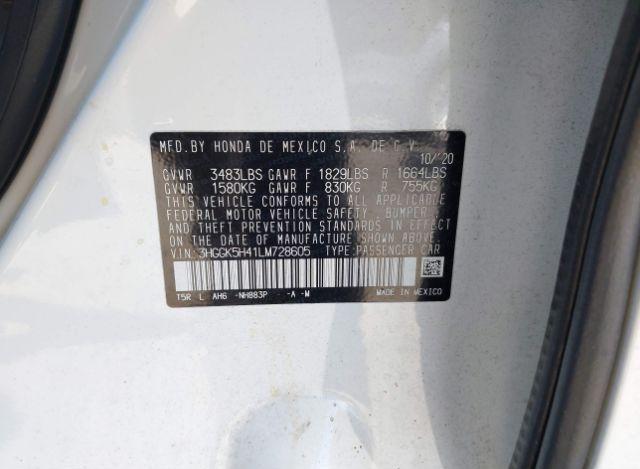 MFD.BY HONDA DE MEXICO S.A. DE C.V.
10/'20
GVWR 3483LBS GAWR F 1829LBS R 1664LBS
GVWR 1580KG GAWR F 830KG R 755KG
THIS VEHICLE CONFORMS TO ALL APPLICABLE
FEDERAL MOTOR VEHICLE SAFETY, BUMPER,
AND THEFT PREVENTION STANDARDS IN EFFECT
ON THE DATE OF MANUFACTURE SHOWN ABOVE.
V.I.N: 3HGGK5H41LM728605 TYPE:PASSENGER CAR
T5R L AH6 -NH883P -A -M MADE IN MEXICO